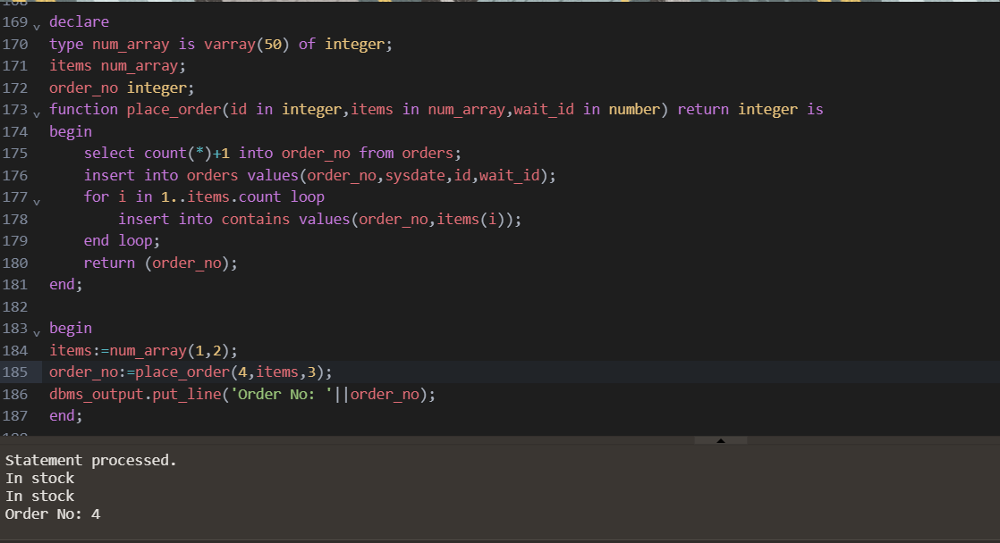 169 declare
170 type num_array is varray(50) of integer;
171 items num_array;
172 order_no integer;
173 function place_order(id in integer,items in num_array,wait_id in number) return integer is
174 begin
175 select count(*)+1 into order_no from orders;
176 insert into orders values(order_no,sysdate,id,wait_id);
177 for i in 1..items.count loop
178 insert into contains values(order_no,items(i));
179 end loop;
180 return (order_no);
181 end;
182
183 begin
184 items:=num_array(1,2);
185 order_no:=place_order(4,items,3);
186 dbms_output.put_line('Order No: '||order_no);
187 end;
Statement processed.
In stock
In stock
Order No: 4